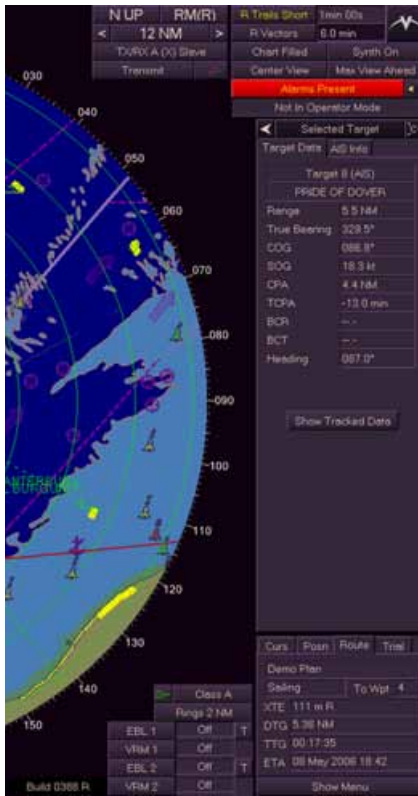 N UP RM(R) R Trails Short 1min 00s
< 12 NM > R Vectors 6.0 min
TX/RX A (X) Slave Chart Filled Synth On
Transmit Center View Max View Ahead
Alarms Present
Not In Operator Mode
< Selected Target
Target Data AIS Info
Target 8 (AIS)
PRIDE OF DOVER
Range 5.5 NM
True Bearing 329.5°
COG 086.8°
SOG 18.3 kt
CPA 4.4 NM
TCPA -13.0 min
BCR --.-
BCT --.-
Heading 087.0°
Show Tracked Data
030
040
050
060
070
080
090
100
110
120
130
140
150
Curs Posn Route Trial
Demo Plan
Sailing To Wpt 4
XTE 111 m R
DTG 5.38 NM
TTG 00:17:35
ETA 08 May 2006 18:42
Show Menu
Class A
Rings 2 NM
EBL 1 Off T
VRM 1 Off
EBL 2 Off T
VRM 2 Off
Build 0388 R